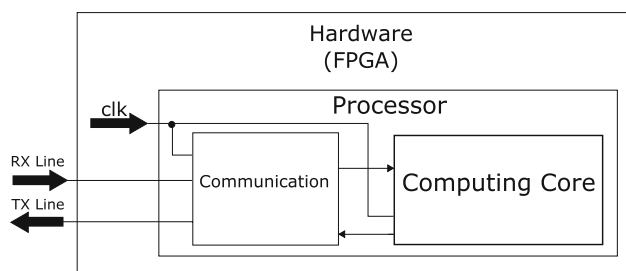 Hardware
(FPGA)
Processor
clk
RX Line
TX Line
Communication
Computing Core